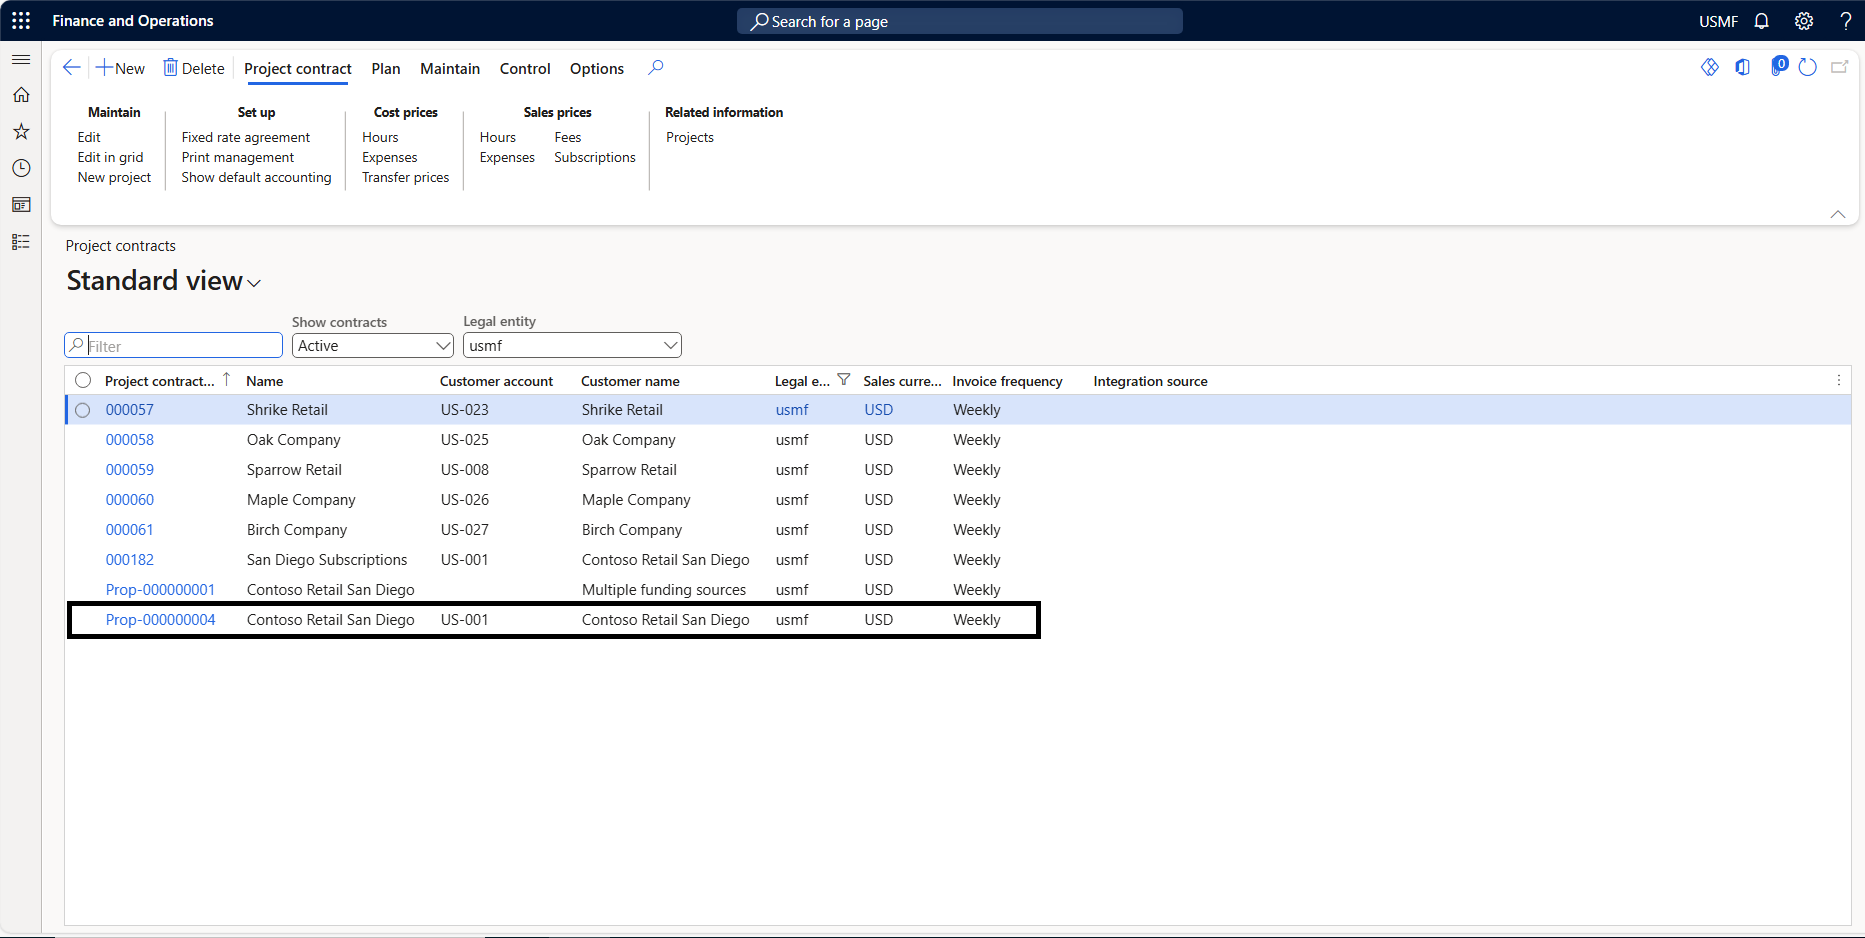 Finance and Operations
Search for a page
USMF
New Delete Project contract Plan Maintain Control Options
0
Maintain
Edit
Edit in grid
New project
Set up
Fixed rate agreement
Print management
Show default accounting
Cost prices
Hours
Expenses
Transfer prices
Sales prices
Hours Fees
Expenses Subscriptions
Related information
Projects
Project contracts
Standard view
Filter
Show contracts
Active
Legal entity
usmf
Project contract... Name Customer account Customer name Legal e... Sales curre... Invoice frequency Integration source
000057 Shrike Retail US-023 Shrike Retail usmf USD Weekly
000058 Oak Company US-025 Oak Company usmf USD Weekly
000059 Sparrow Retail US-008 Sparrow Retail usmf USD Weekly
000060 Maple Company US-026 Maple Company usmf USD Weekly
000061 Birch Company US-027 Birch Company usmf USD Weekly
000182 San Diego Subscriptions US-001 Contoso Retail San Diego usmf USD Weekly
Prop-000000001 Contoso Retail San Diego Multiple funding sources usmf USD Weekly
Prop-000000004 Contoso Retail San Diego US-001 Contoso Retail San Diego usmf USD Weekly